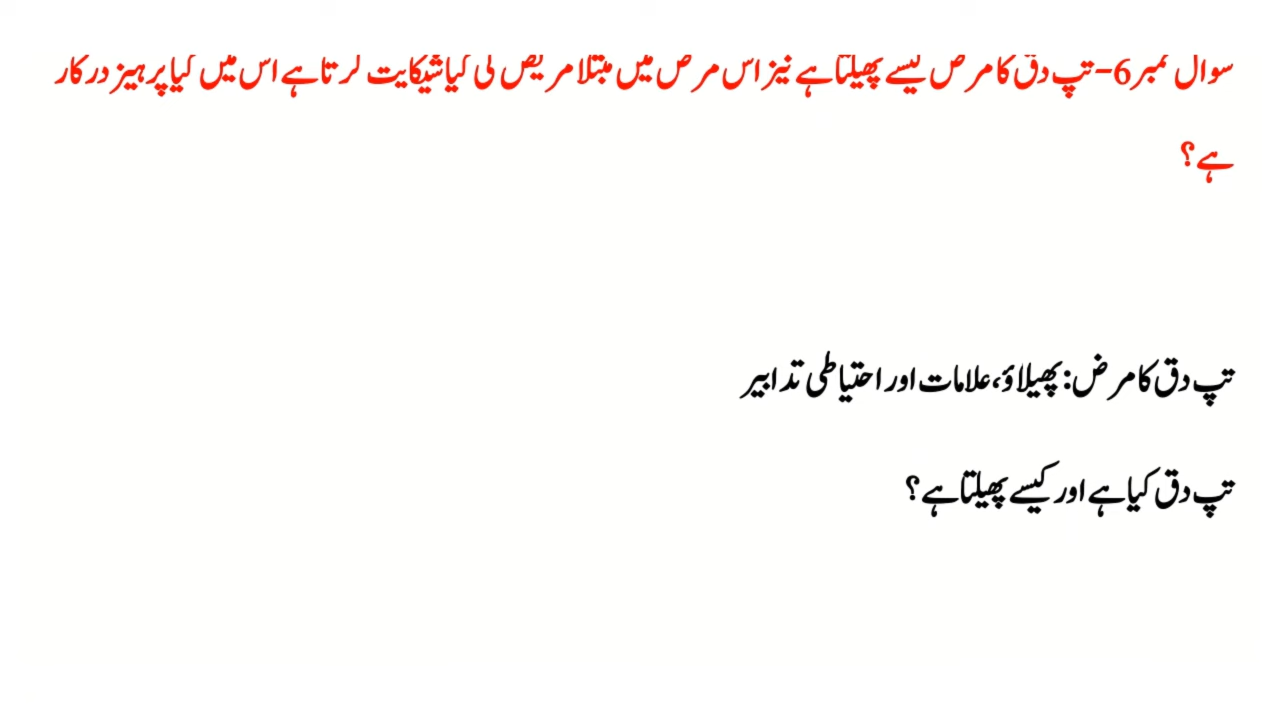 سوال نمبر 6- تپ دق کا مرض کیسے پھیلتا ہے نیز اس مرض میں مبتلا مریض کی کیا شیکایت کرتا ہے اس میں کیا پرہیز درکار
ہے؟
تپ دق کا مرض: پھیلاؤ، علامات اور احتیاطی تدابیر
تپ دق کیا ہے اور کیسے پھیلتا ہے؟